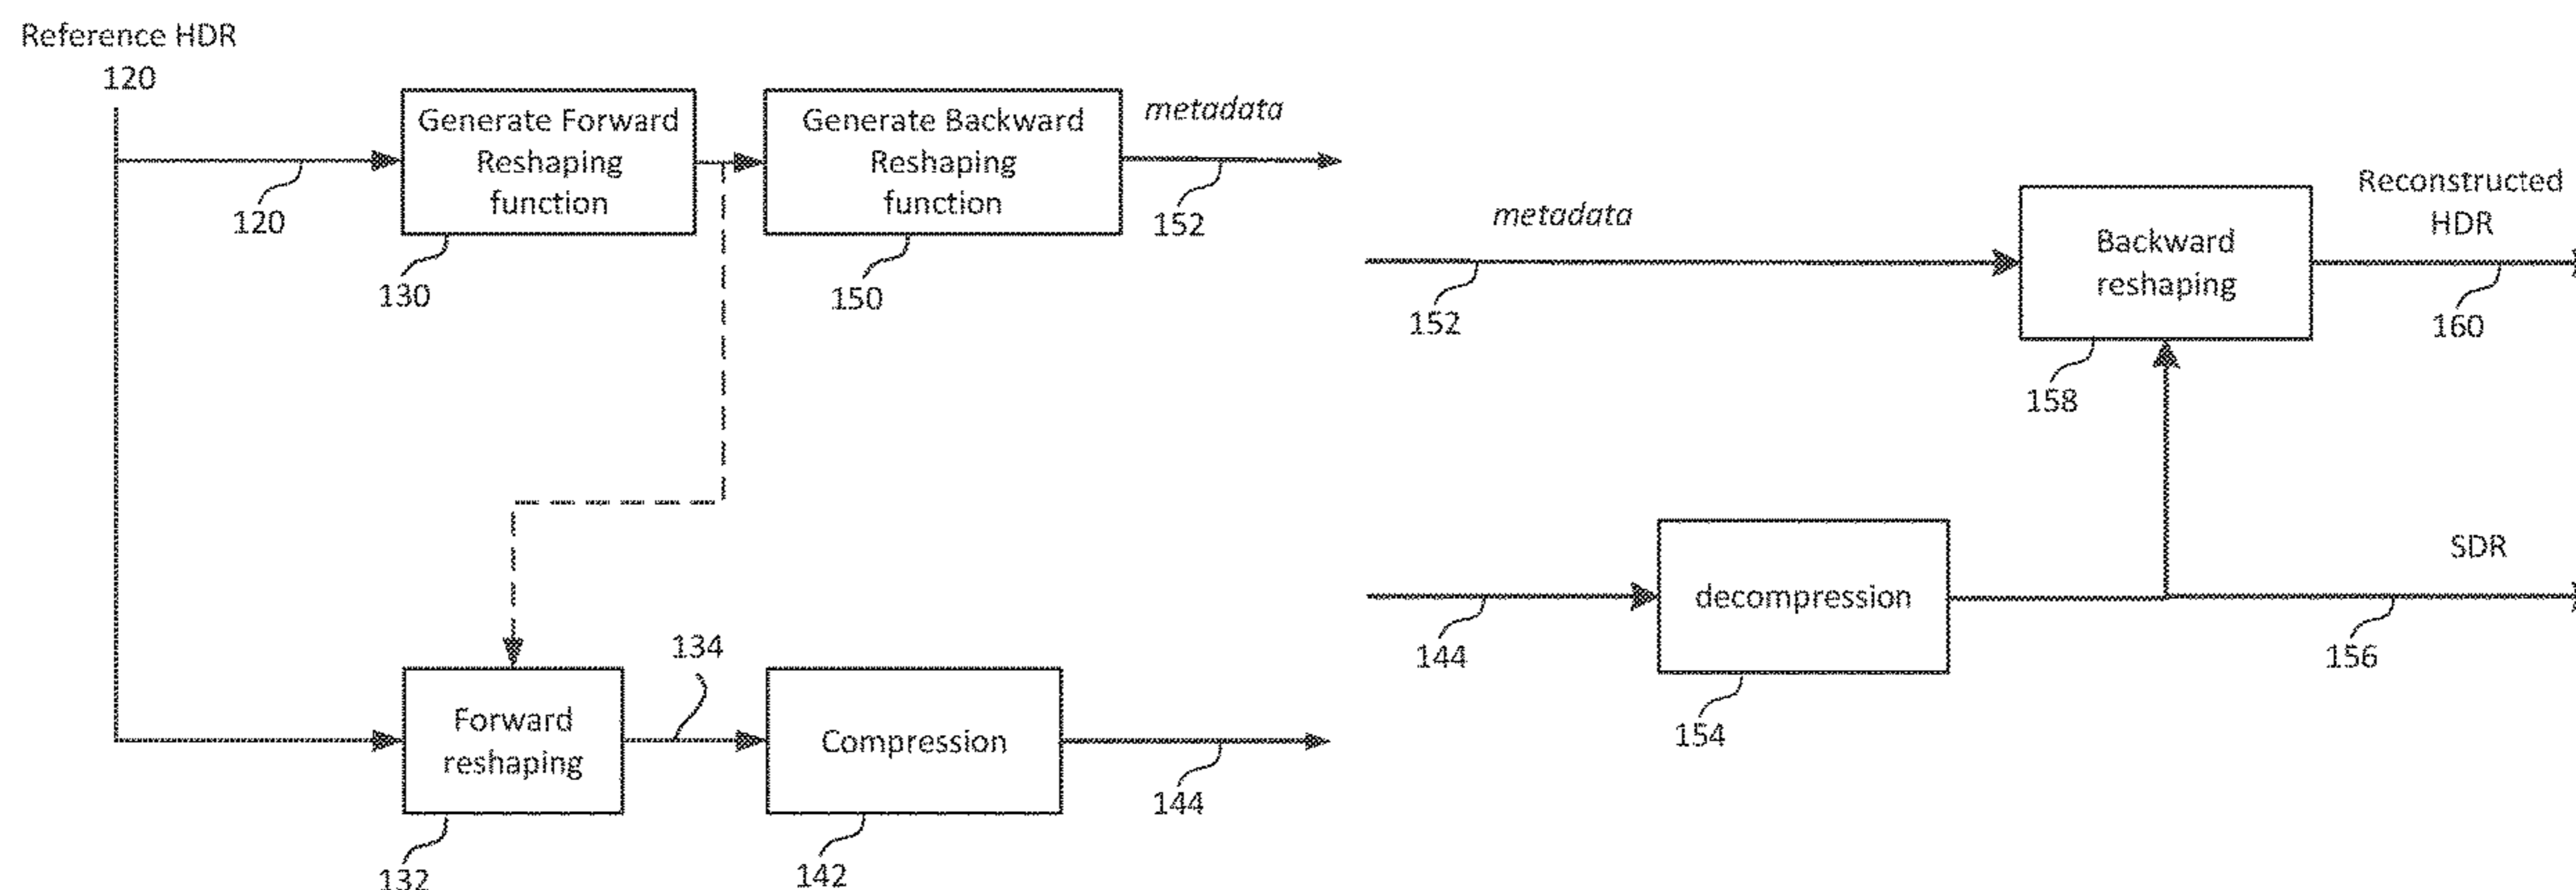 Reference HDR
120
Generate Forward
Reshaping
function
Generate Backward
Reshaping
function
metadata
120
130
150
152
134
Forward
reshaping
Compression
132
142
144
metadata
152
Backward
reshaping
Reconstructed
HDR
158
160
decompression
SDR
144
154
156